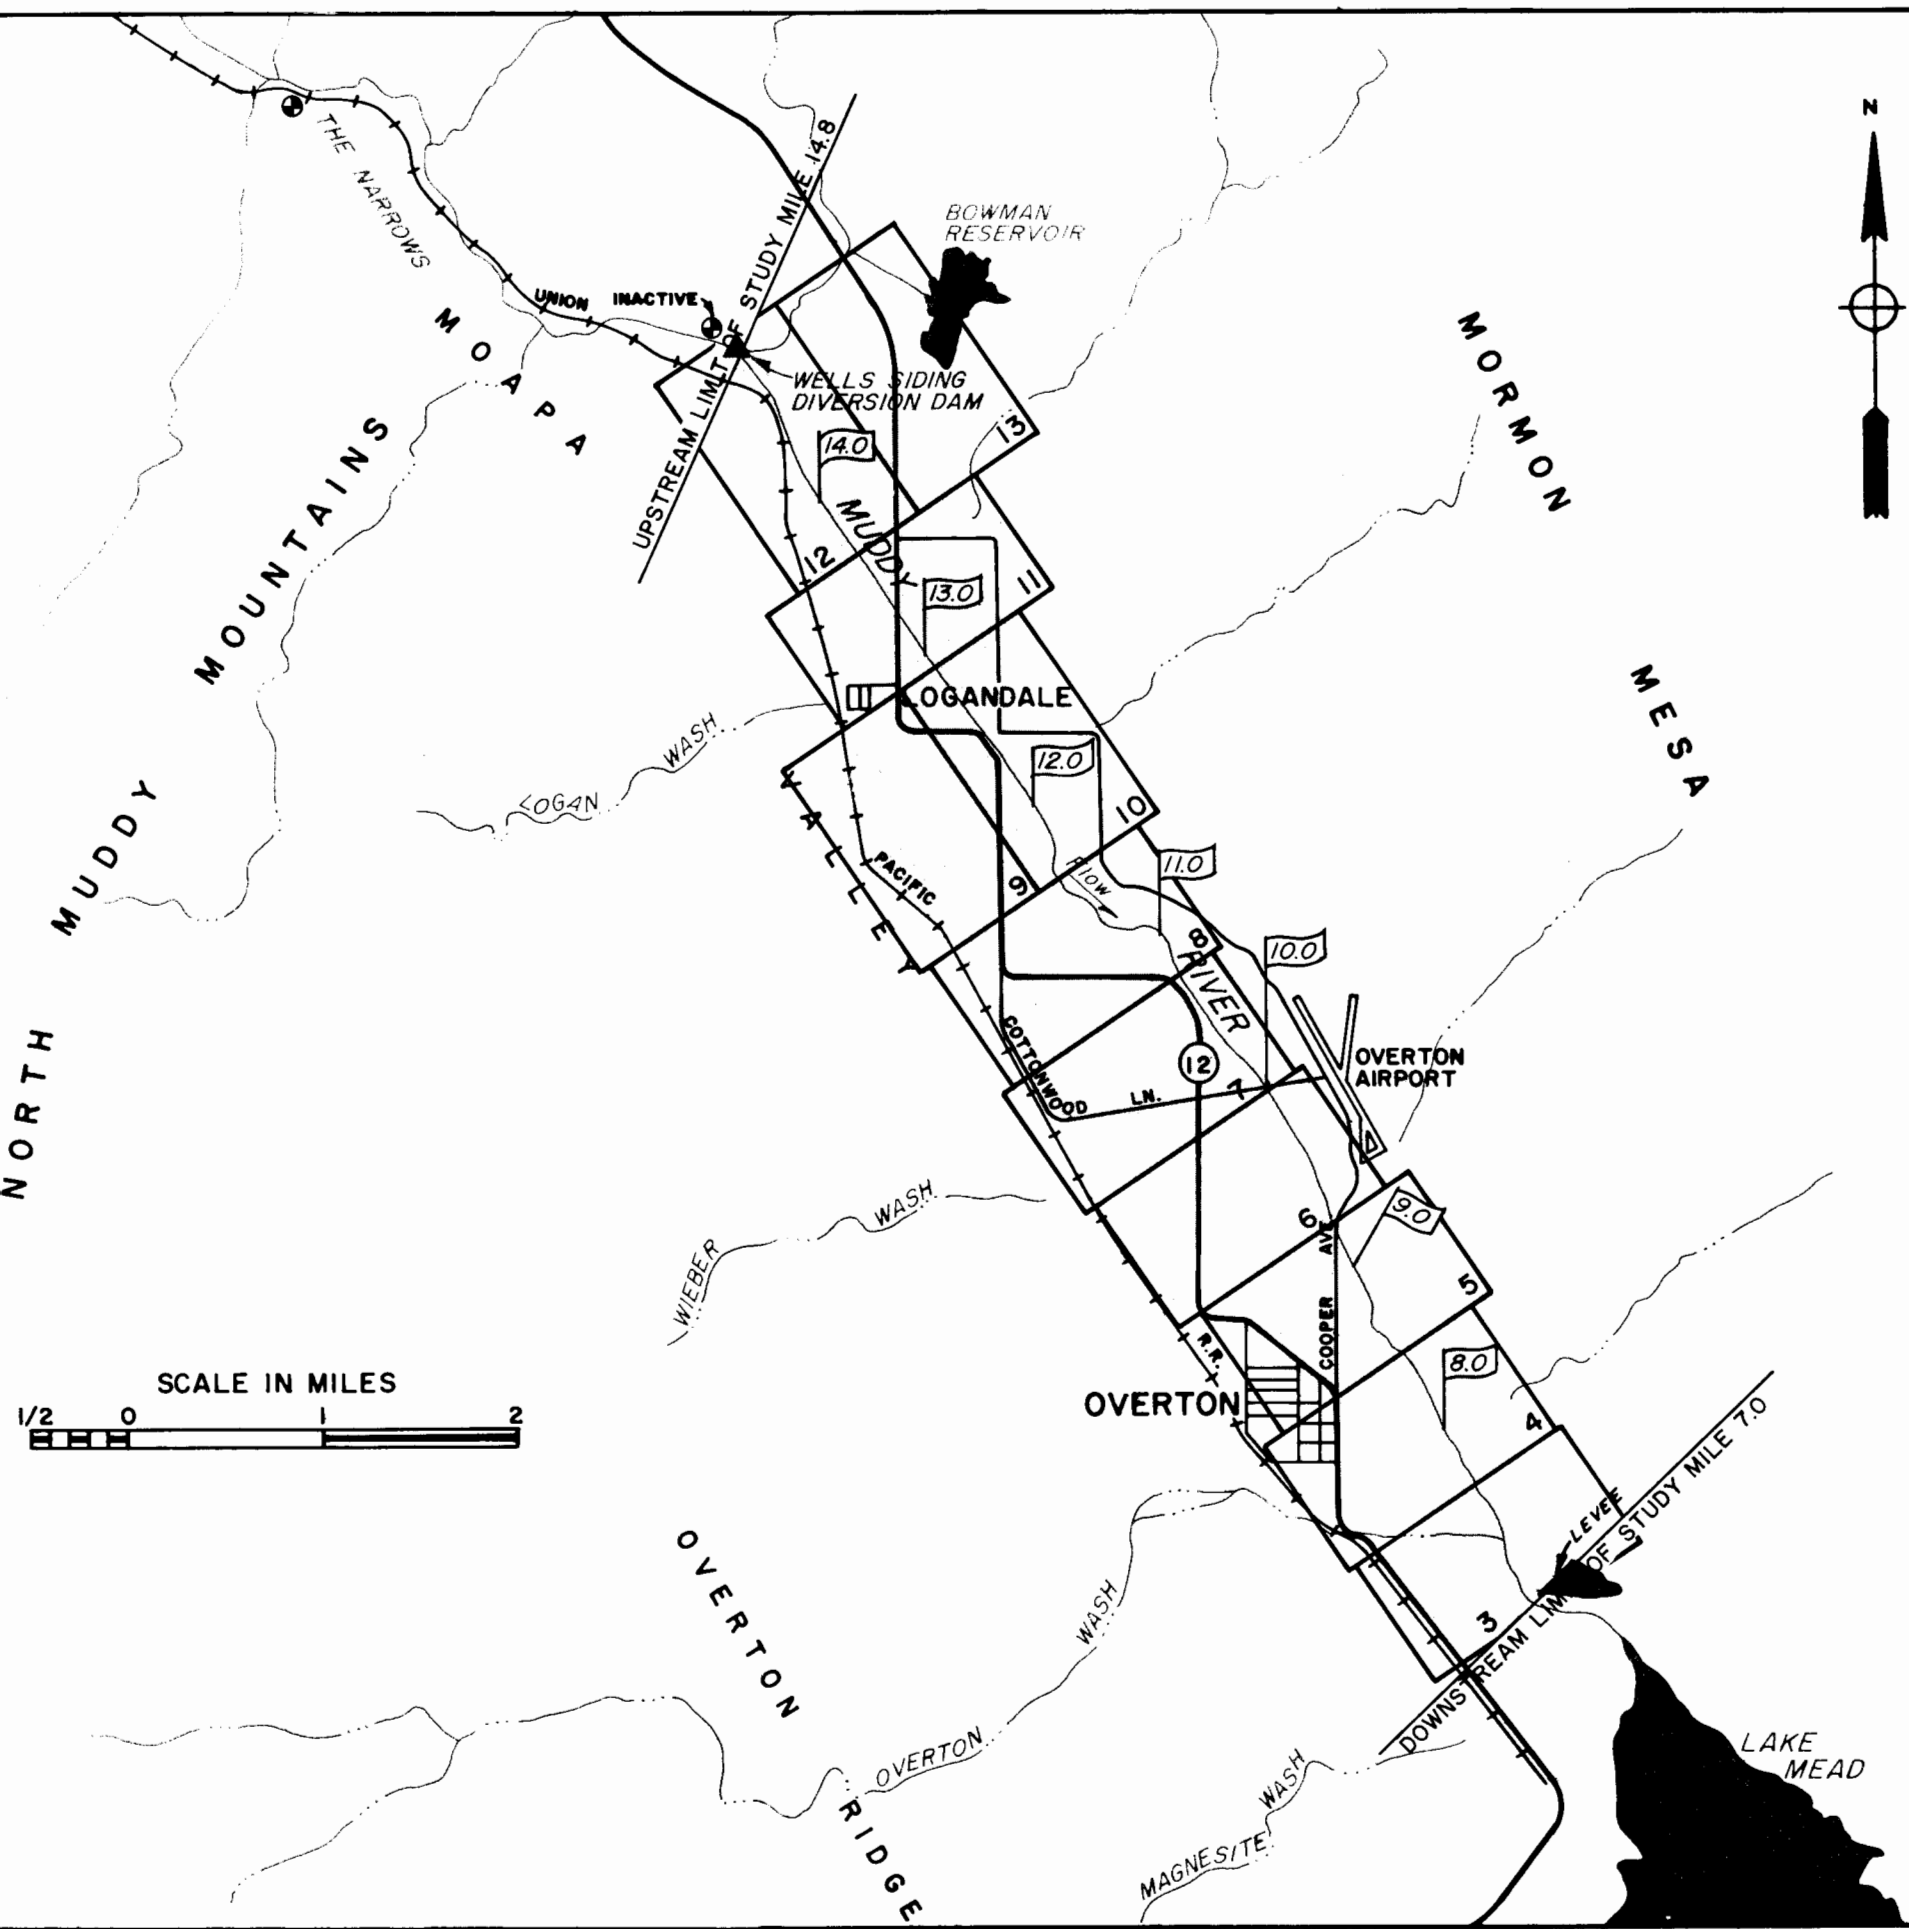 N
THE NARROWS
UPSTREAM LIMIT OF STUDY MILE 14.8
BOWMAN
RESERVOIR
UNION
INACTIVE
WELLS SIDING
DIVERSION DAM
MOAPA
VALLEY
MORMON
MESA
NORTH MUDDY MOUNTAINS
14.0
13
MUDDY
RIVER
12
11
13.0
LOGANDALE
LOGAN WASH
12.0
10
PACIFIC
9
Flow
11.0
8
10.0
COTTONWOOD LN.
12
7
OVERTON
AIRPORT
WIEBER WASH
6
COOPER AVE
9.0
5
R.R.
OVERTON
8.0
4
SCALE IN MILES
1/2 0 1 2
LEVEE
DOWNSTREAM LIMIT OF STUDY MILE 7.0
3
OVERTON RIDGE
OVERTON WASH
MAGNESITE WASH
LAKE
MEAD